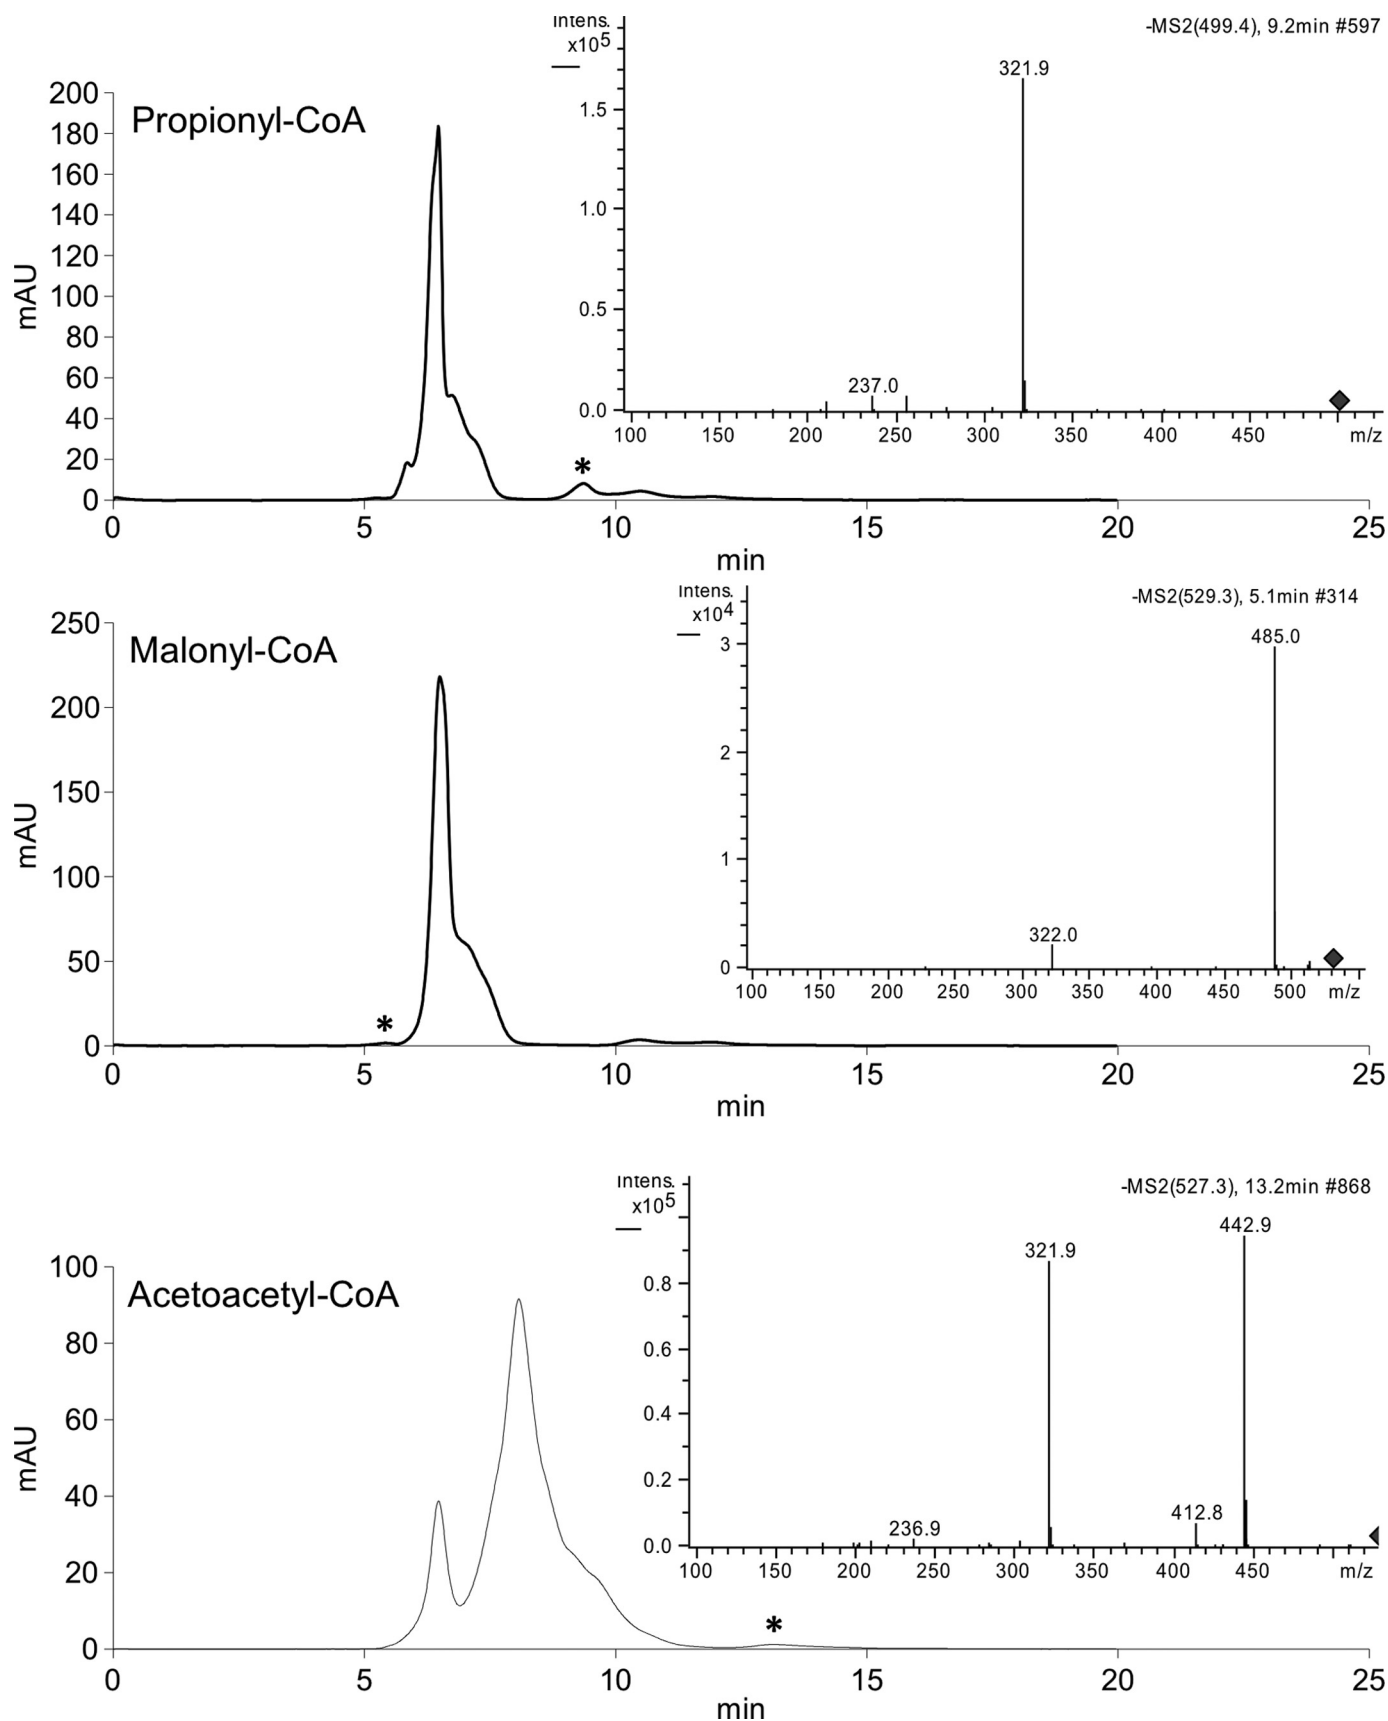 Intens.
x105
-MS2(499.4), 9.2min #597
321.9
1.5
1.0
0.5
0.0
237.0
100 150 200 250 300 350 400 450 m/z
Propionyl-CoA
mAU
200
180
160
140
120
100
80
60
40
20
0
*
0 5 10 15 20 25
min
Intens.
x104
-MS2(529.3), 5.1min #314
485.0
3
2
1
0
322.0
100 150 200 250 300 350 400 450 500 m/z
Malonyl-CoA
mAU
250
200
150
100
50
0
*
0 5 10 15 20 25
min
Intens.
x105
-MS2(527.3), 13.2min #868
442.9
321.9
0.8
0.6
0.4
0.2
0.0
412.8
236.9
100 150 200 250 300 350 400 450 m/z
Acetoacetyl-CoA
mAU
100
80
60
40
20
0
*
0 5 10 15 20 25
min